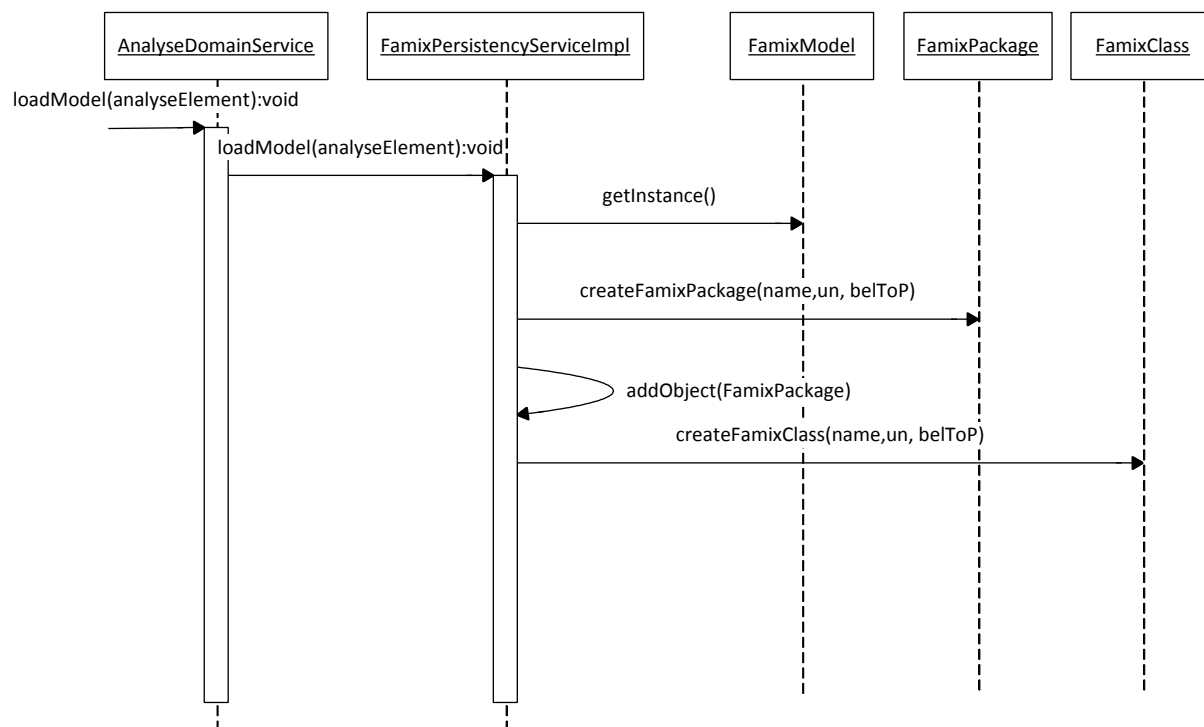 AnalyseDomainService
FamixPersistencyServiceImpl
FamixModel
FamixPackage
FamixClass
loadModel(analyseElement):void
loadModel(analyseElement):void
getInstance()
createFamixPackage(name,un, belToP)
addObject(FamixPackage)
createFamixClass(name,un, belToP)